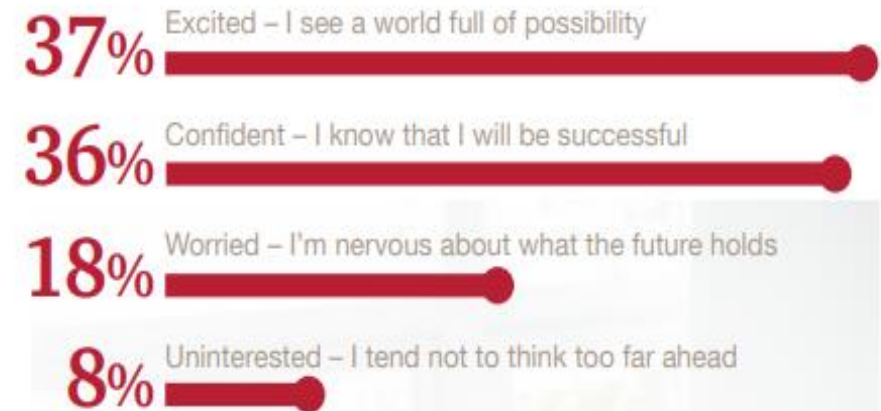 37% Excited – I see a world full of possibility
36% Confident – I know that I will be successful
18% Worried – I'm nervous about what the future holds
8% Uninterested – I tend not to think too far ahead